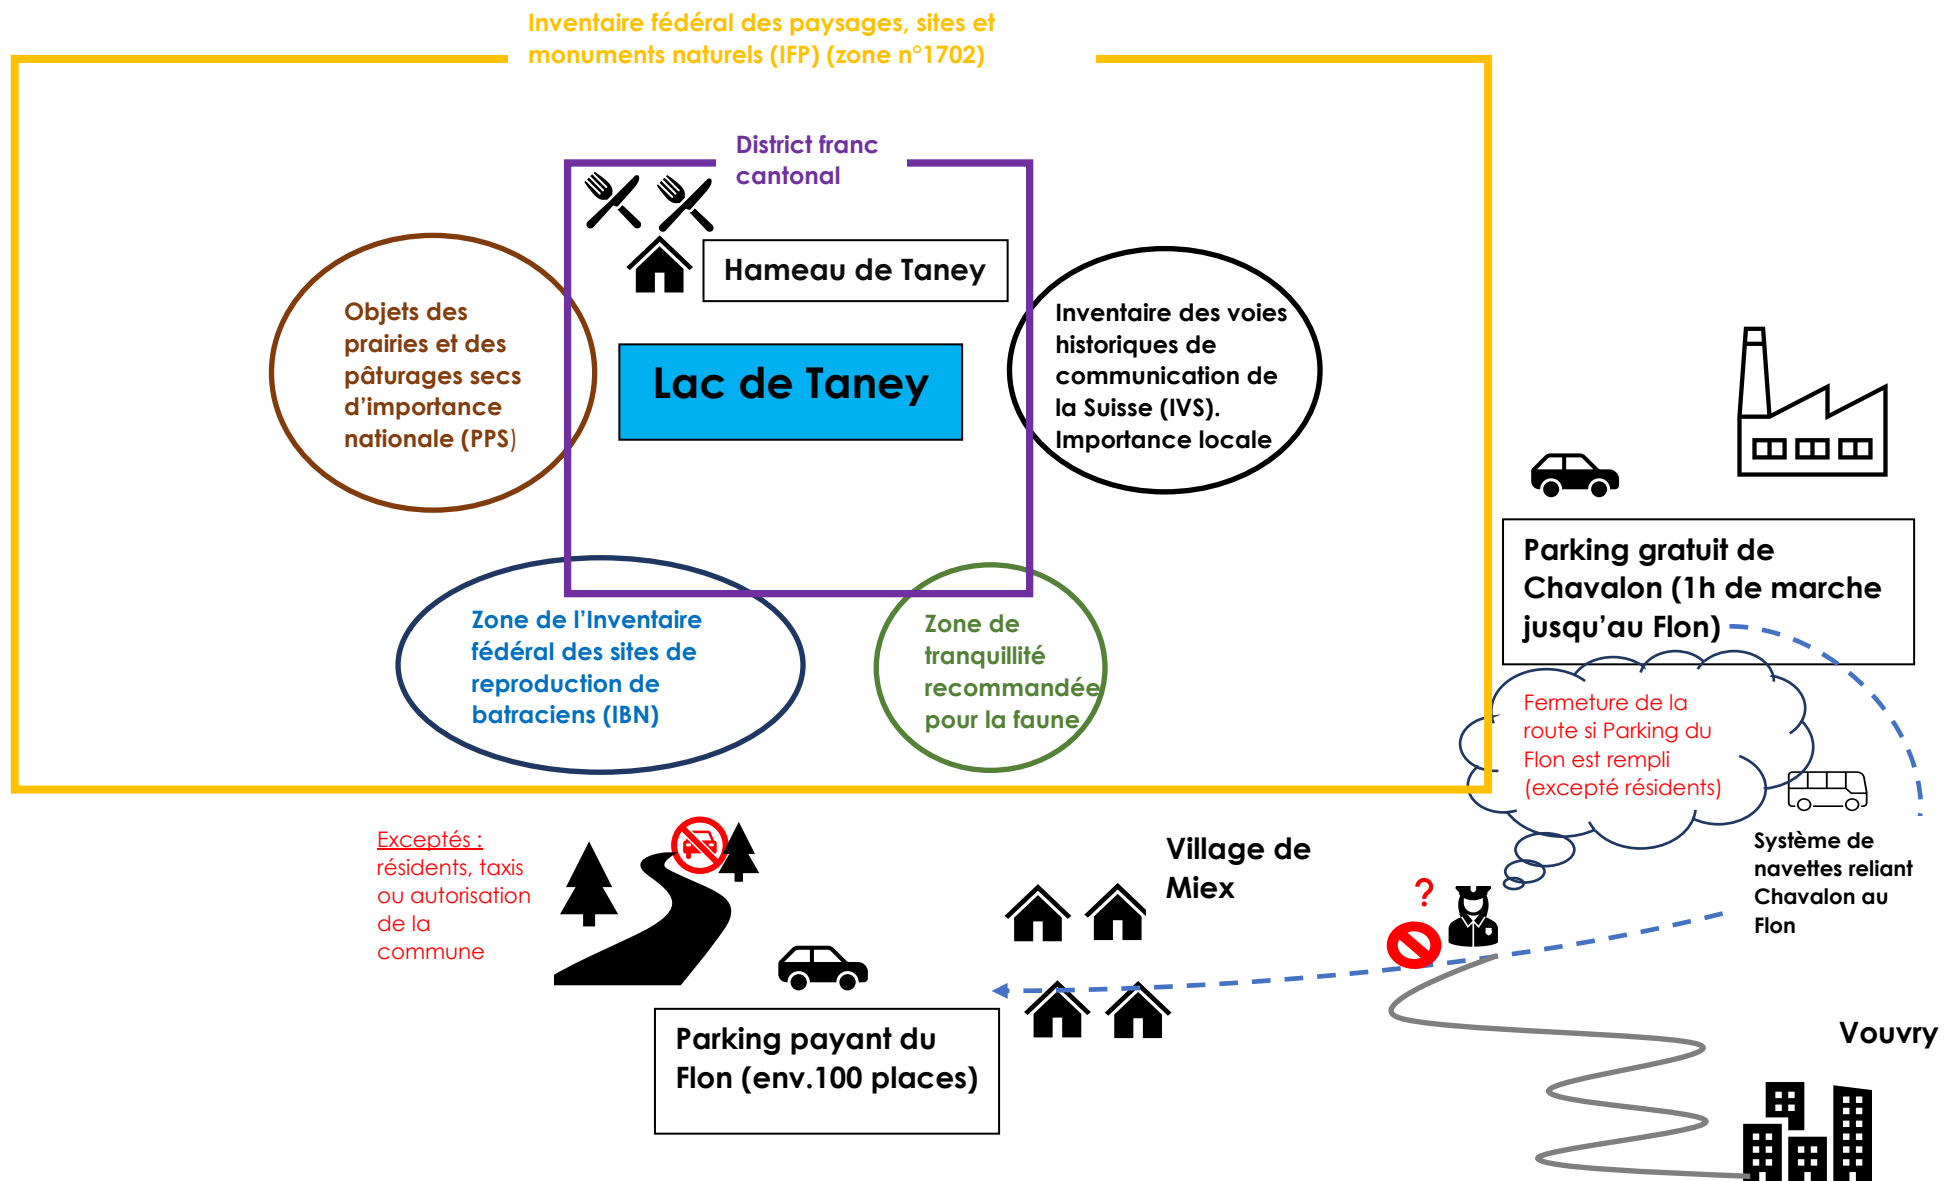 Inventaire fédéral des paysages, sites et
monuments naturels (IFP) (zone n°1702)
District franc
cantonal
Hameau de Taney
Objets des
prairies et des
pâturages secs
d’importance
nationale (PPS)
Lac de Taney
Inventaire des voies
historiques de
communication de
la Suisse (IVS).
Importance locale
Parking gratuit de
Chavalon (1h de marche
jusqu’au Flon)
Zone de l’Inventaire
fédéral des sites de
reproduction de
batraciens (IBN)
Zone de
tranquillité
recommandée
pour la faune
Fermeture de la
route si Parking du
Flon est rempli
(excepté résidents)
Exceptés :
résidents, taxis
ou autorisation
de la
commune
Village de
Miex
?
Système de
navettes reliant
Chavalon au
Flon
Parking payant du
Flon (env.100 places)
Vouvry